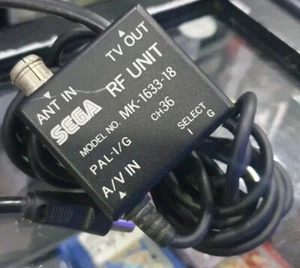 TV OUT
ANT IN
SEGA RF UNIT
MODEL NO. MK-1633-18
PAL-I/G CH36
SELECT
I G
A/V IN